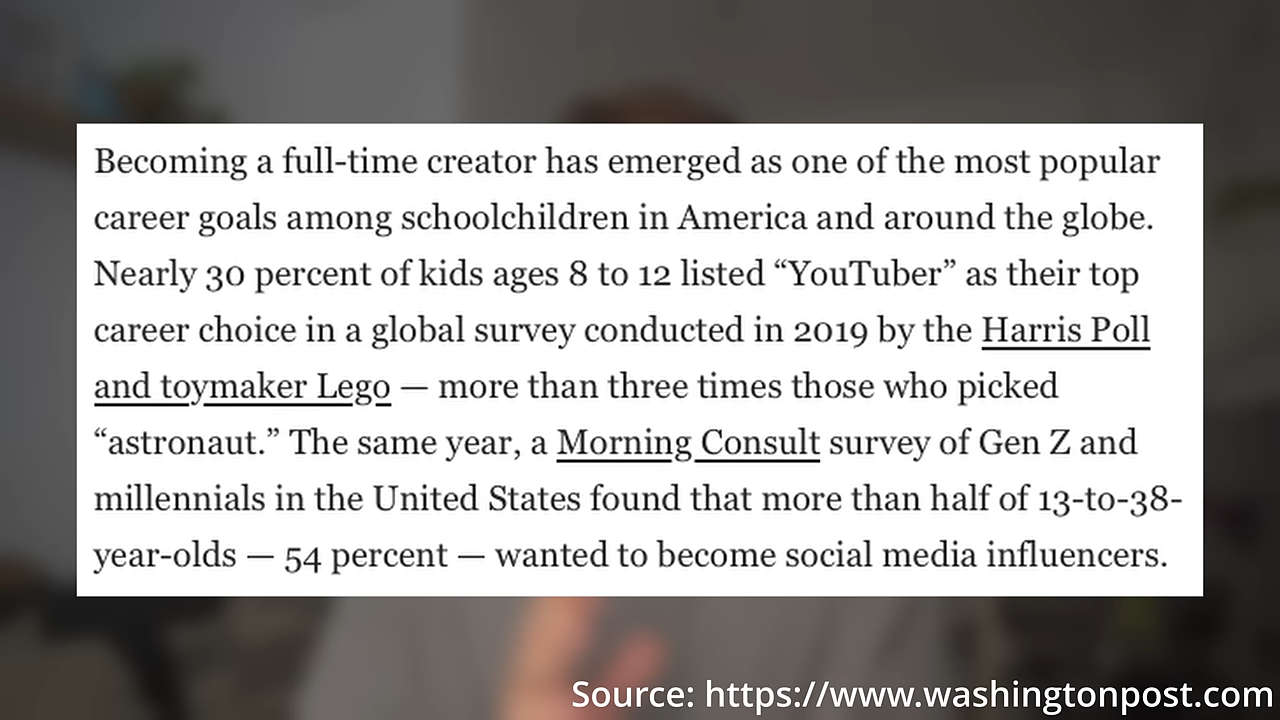 Becoming a full-time creator has emerged as one of the most popular
career goals among schoolchildren in America and around the globe.
Nearly 30 percent of kids ages 8 to 12 listed “YouTuber” as their top
career choice in a global survey conducted in 2019 by the Harris Poll
and toymaker Lego — more than three times those who picked
“astronaut.” The same year, a Morning Consult survey of Gen Z and
millennials in the United States found that more than half of 13-to-38-
year-olds — 54 percent — wanted to become social media influencers.
Source: https://www.washingtonpost.com